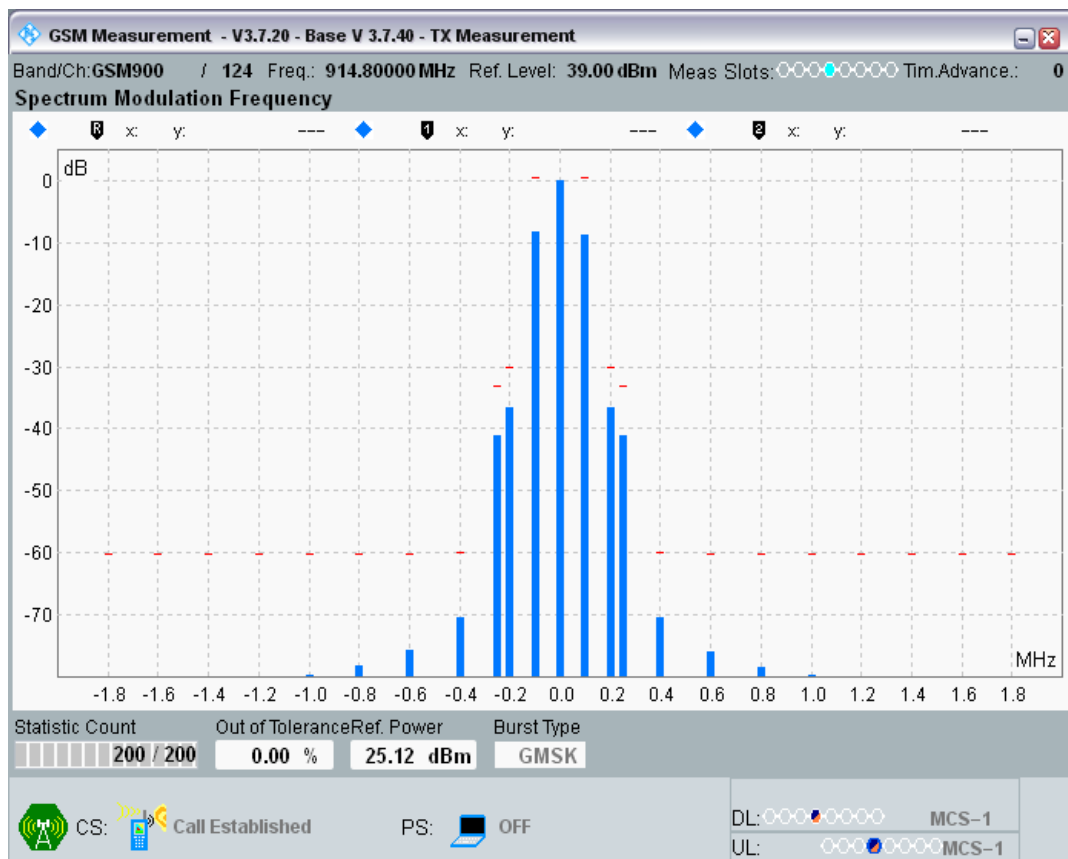 GSM Measurement - V3.7.20 - Base V 3.7.40 - TX Measurement
Band/Ch:GSM900 / 124 Freq.: 914.80000 MHz Ref. Level: 39.00 dBm Meas Slots: Tim.Advance.: 0
Spectrum Modulation Frequency
R x: y: --- 1 x: y: --- 2 x: y: ---
dB
0
-10
-20
-30
-40
-50
-60
-70
MHz
-1.8 -1.6 -1.4 -1.2 -1.0 -0.8 -0.6 -0.4 -0.2 0.0 0.2 0.4 0.6 0.8 1.0 1.2 1.4 1.6 1.8
Statistic Count Out of Tolerance Ref. Power Burst Type
200 / 200 0.00 % 25.12 dBm GMSK
CS: Call Established PS: OFF
DL: MCS-1
UL: MCS-1